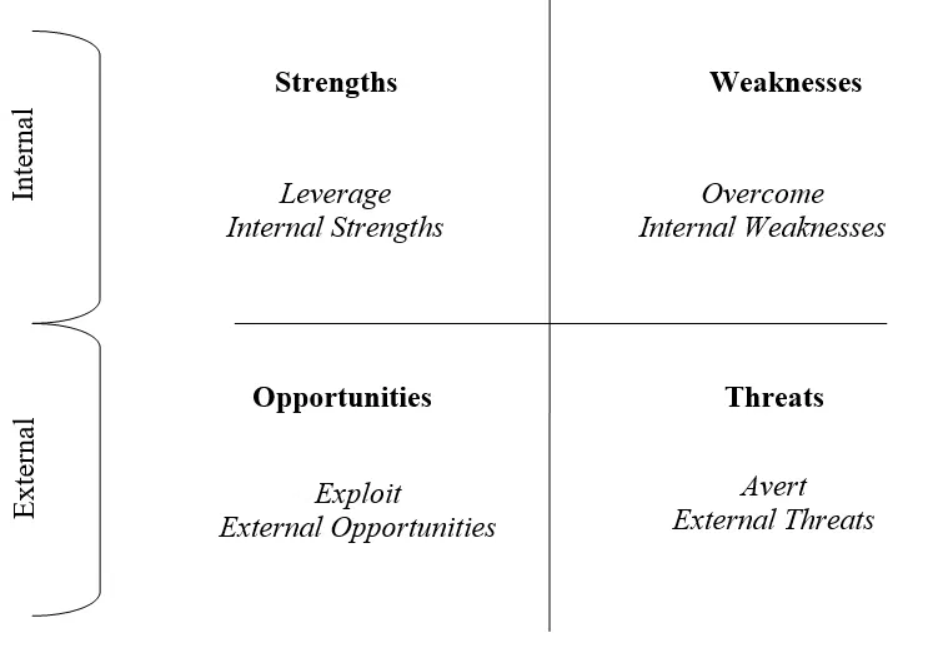 Internal
Strengths
Weaknesses
Leverage
Internal Strengths
Overcome
Internal Weaknesses
External
Opportunities
Threats
Exploit
External Opportunities
Avert
External Threats